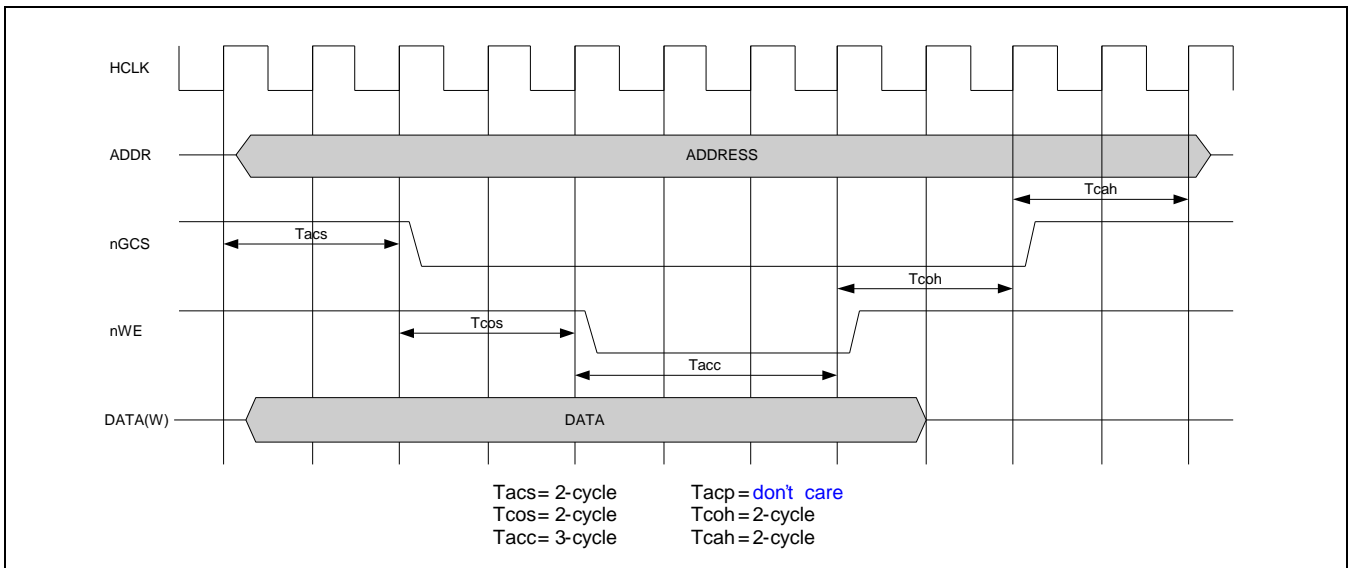 HCLK
ADDR
ADDRESS
Tcah
nGCS
Tacs
Tcoh
nWE
Tcos
Tacc
DATA(W)
DATA
Tacs= 2-cycle Tacp=don't care
Tcos= 2-cycle Tcoh=2-cycle
Tacc= 3-cycle Tcah=2-cycle